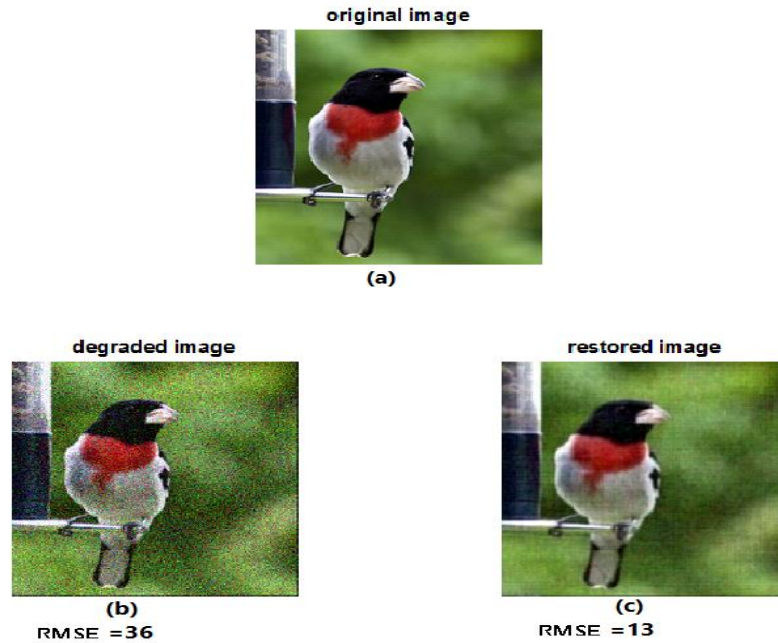 original image
(a)
degraded image
restored image
(b)
(c)
RMSE =36
RMSE =13